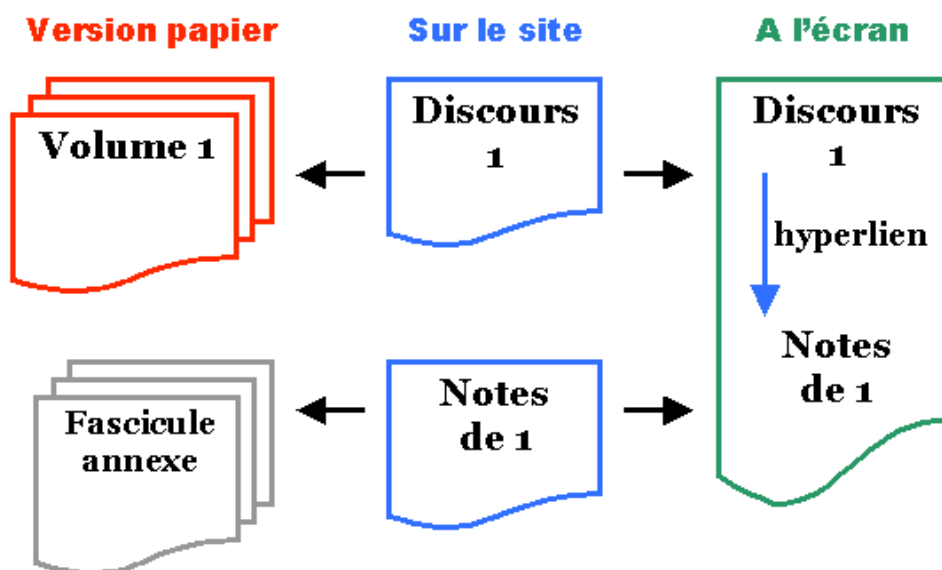 Version papier
Sur le site
A l'écran
Volume 1
Discours
1
Discours
1
hyperlien
Notes
de 1
Fascicule
annexe
Notes
de 1